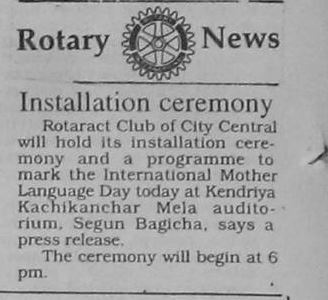 Rotary News
Installation ceremony
Rotaract Club of City Central
will hold its installation cere-
mony and a programme to
mark the International Mother
Language Day today at Kendriya
Kachikanchar Mela audito-
rium, Segun Bagicha, says a
press release.
The ceremony will begin at 6
pm.